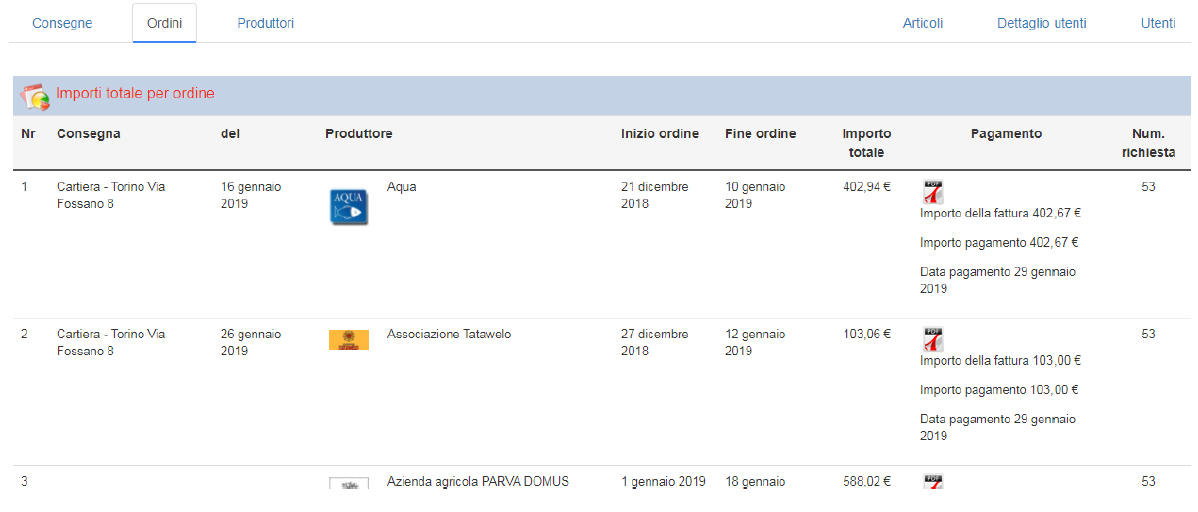 Consegne Ordini Produttori Articoli Dettaglio utenti Utenti
Importi totale per ordine
Nr Consegna del Produttore Inizio ordine Fine ordine Importo totale Pagamento Num. richiesta
1 Cartiera - Torino Via Fossano 8 16 gennaio 2019 AQUA Aqua 21 dicembre 2018 10 gennaio 2019 402,94 € PDF 53
Importo della fattura 402,67 €
Importo pagamento 402,67 €
Data pagamento 29 gennaio
2019
2 Cartiera - Torino Via Fossano 8 26 gennaio 2019 Associazione Tatawelo 27 dicembre 2018 12 gennaio 2019 103,06 € PDF 53
Importo della fattura 103,00 €
Importo pagamento 103,00 €
Data pagamento 29 gennaio
2019
3 Azienda agricola PARVA DOMUS 1 gennaio 2019 18 gennaio 588,02 € PDF 53